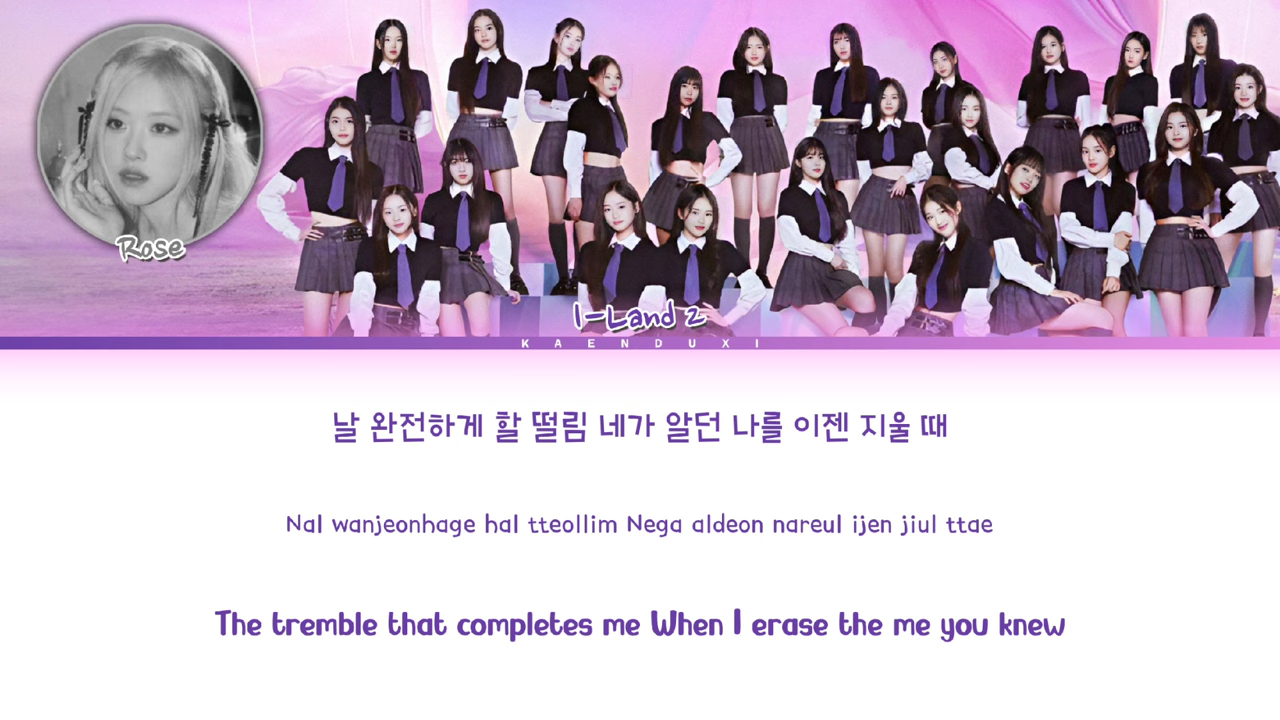 Rose
I-Land 2
KAENDUXI
날 완전하게 할 떨림 네가 알던 나를 이젠 지울 때
Nal wanjeonhage hal tteollim Nega aldeon nareul ijen jiul ttae
The tremble that completes me When I erase the me you knew